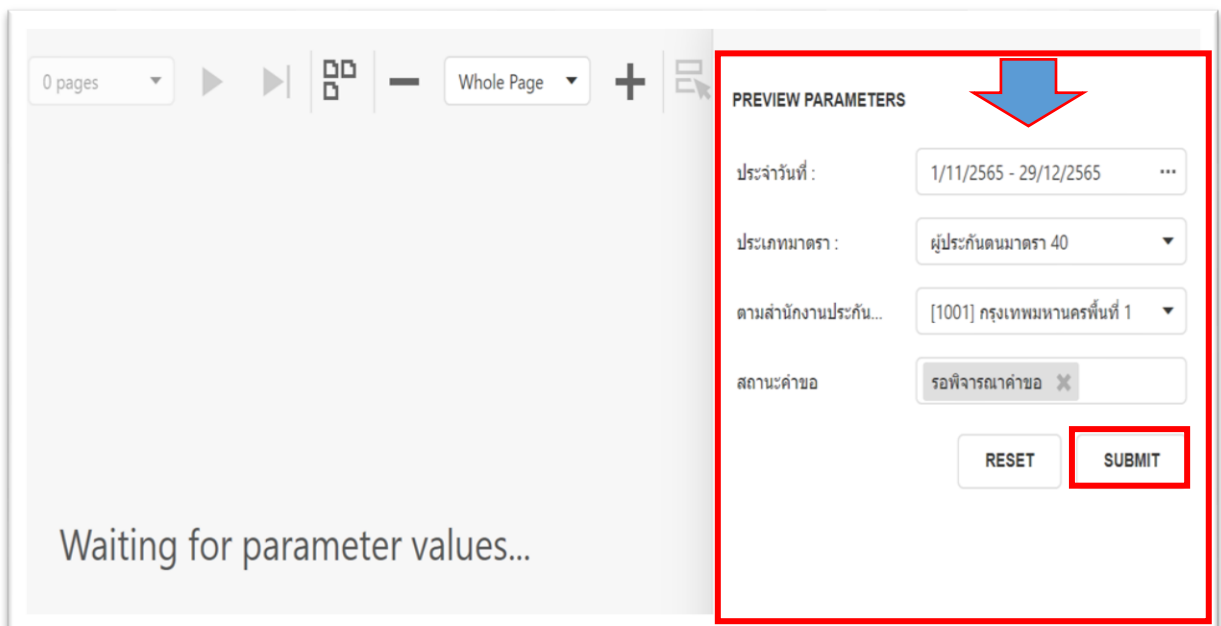 0 pages
Whole Page
PREVIEW PARAMETERS
ประจำวันที่ : 1/11/2565 - 29/12/2565 ...
ประเภทมาตรา : ผู้ประกันตนมาตรา 40
ตามสำนักงานประกัน... [1001] กรุงเทพมหานครพื้นที่ 1
สถานะคำขอ รอพิจารณาคำขอ
RESET SUBMIT
Waiting for parameter values...